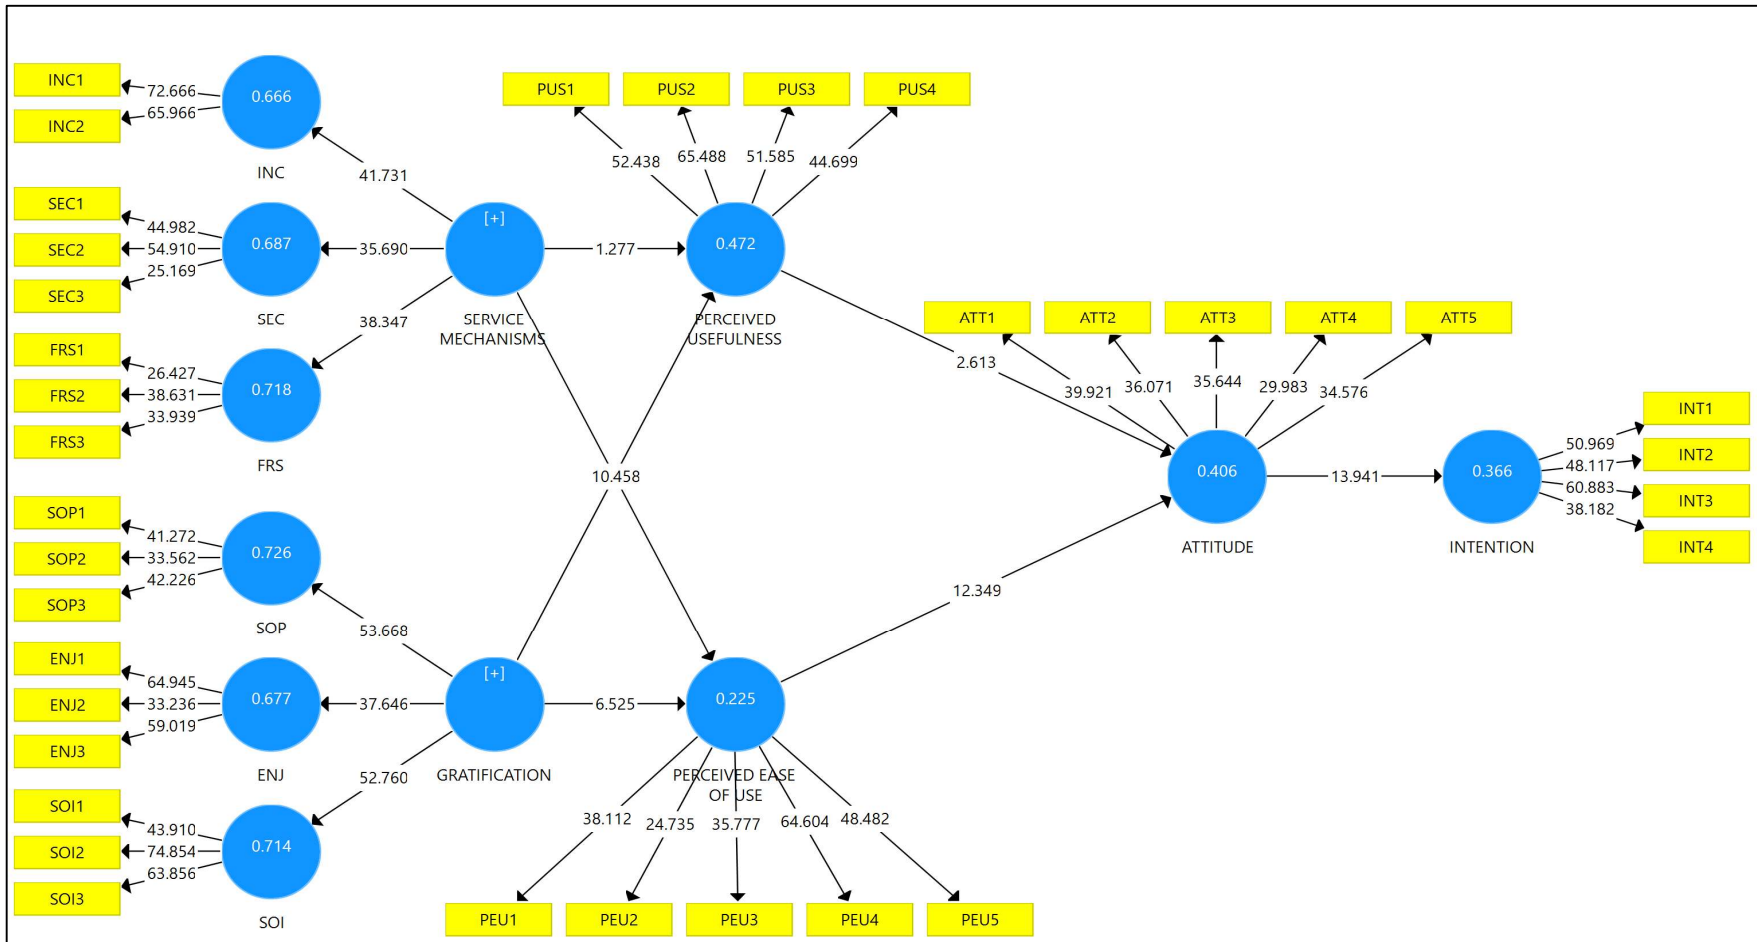 INC1
INC2
72.666
65.966
0.666
INC
SEC1
SEC2
SEC3
44.982
54.910
25.169
0.687
SEC
FRS1
FRS2
FRS3
26.427
38.631
33.939
0.718
FRS
SOP1
SOP2
SOP3
41.272
33.562
42.226
0.726
SOP
ENJ1
ENJ2
ENJ3
64.945
33.236
59.019
0.677
ENJ
SOI1
SOI2
SOI3
43.910
74.854
63.856
0.714
SOI
41.731
35.690
38.347
[+]
SERVICE
MECHANISMS
53.668
37.646
52.760
[+]
GRATIFICATION
1.277
10.458
6.525
PUS1
PUS2
PUS3
PUS4
52.438
65.488
51.585
44.699
0.472
PERCEIVED
USEFULNESS
0.225
PERCEIVED EASE
OF USE
38.112
24.735
35.777
64.604
48.482
PEU1
PEU2
PEU3
PEU4
PEU5
2.613
12.349
ATT1
ATT2
ATT3
ATT4
ATT5
39.921
36.071
35.644
29.983
34.576
0.406
ATTITUDE
13.941
0.366
INTENTION
50.969
48.117
60.883
38.182
INT1
INT2
INT3
INT4